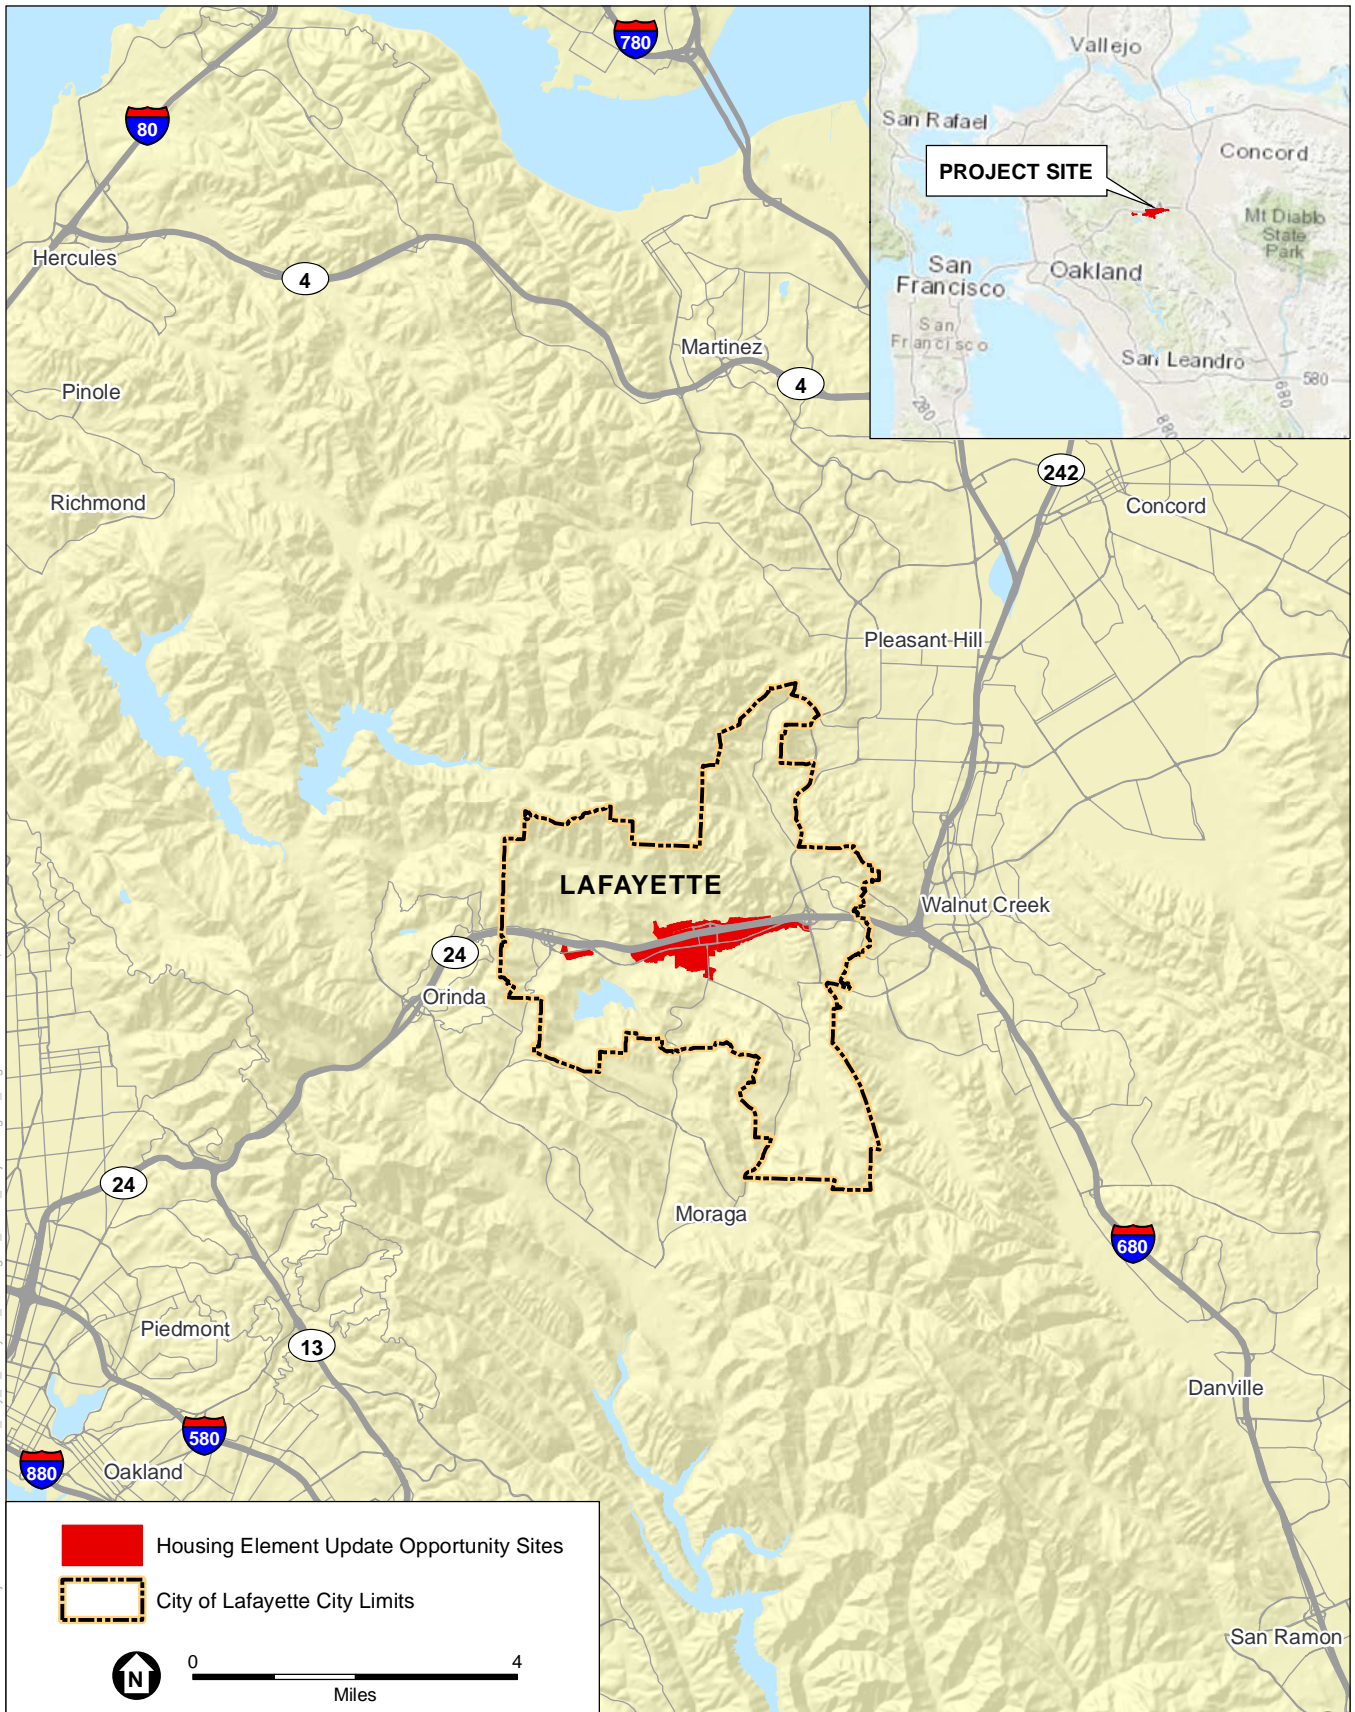 780
80
Hercules
4
Martinez
4
Pinole
Richmond
Vallejo
San Rafael
Concord
PROJECT SITE
Mt Diablo
State
Park
San
Francisco
Oakland
San
Francisco
San Leandro
580
680
280
880
242
Concord
Pleasant Hill
LAFAYETTE
Walnut Creek
24
Orinda
24
Moraga
680
Piedmont
13
Danville
580
880
Oakland
San Ramon
Housing Element Update Opportunity Sites
City of Lafayette City Limits
N
0 4
Miles